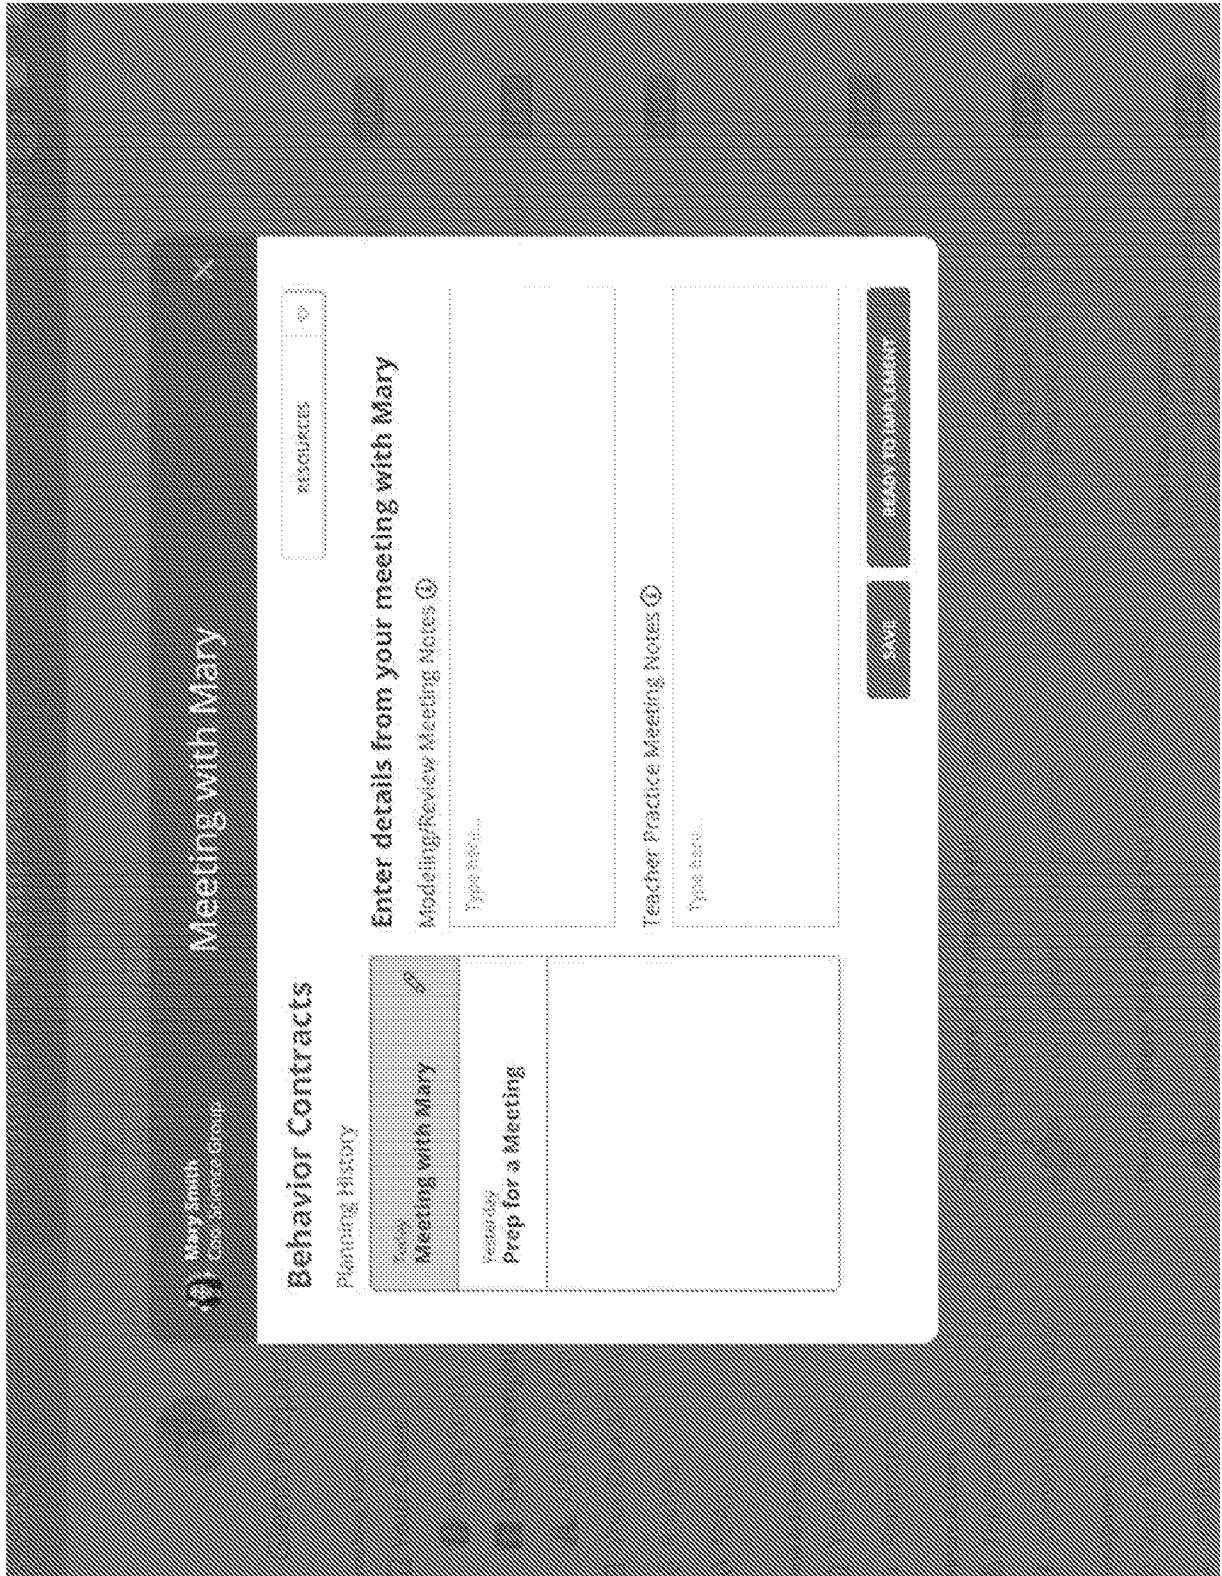 Mary Smith
Meeting with Mary
Behavior Contracts
RESOURCES
Planning History
Today
Meeting with Mary
Yesterday
Prep for a Meeting
Enter details from your meeting with Mary
Modeling/Review Meeting Notes
Type here...
Teacher Practice Meeting Notes
Type here...
SAVE
READY TO IMPLEMENT